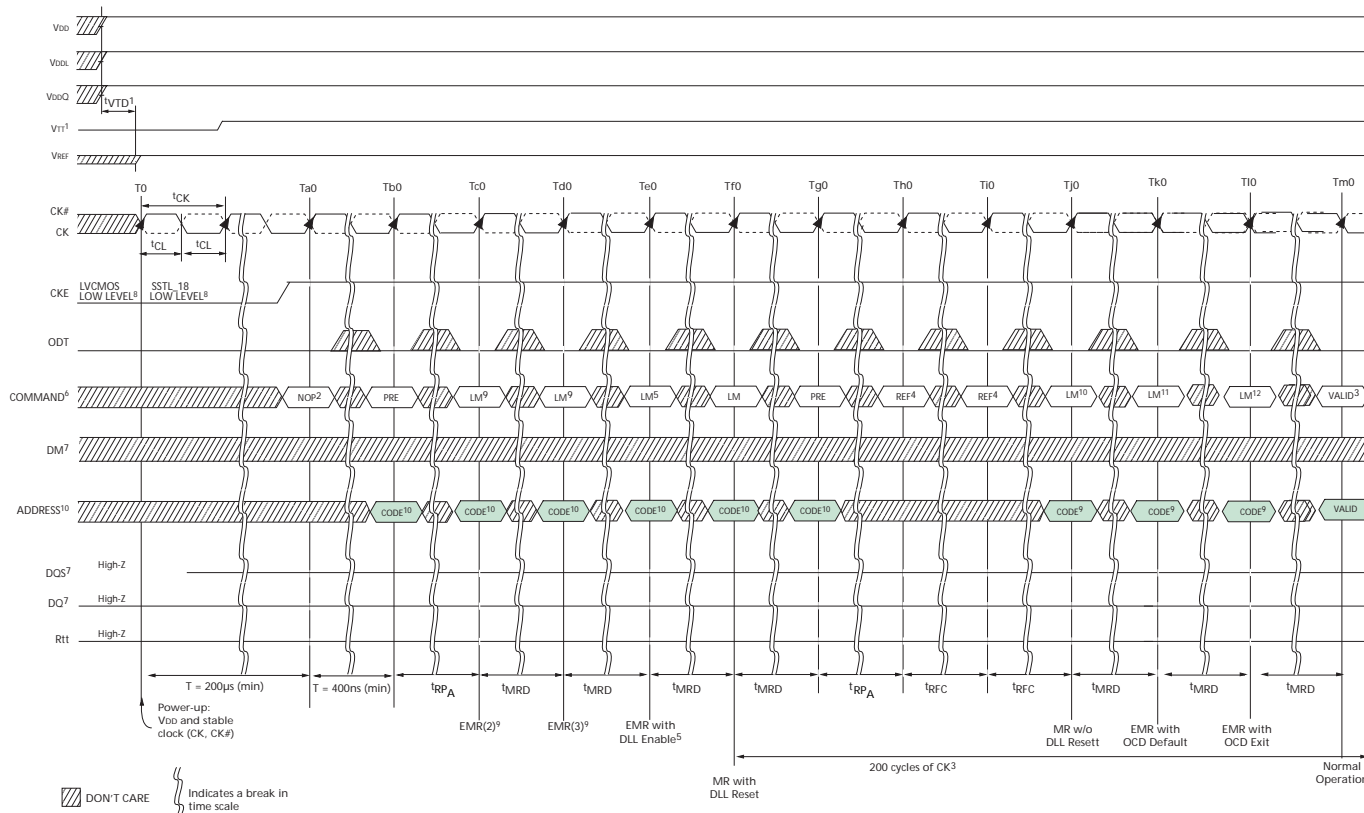 VDD
VDDL
VDDQ
tVTD1
VTT1
VREF
T0 Ta0 Tb0 Tc0 Td0 Te0 Tf0 Tg0 Th0 Ti0 Tj0 Tk0 Tl0 Tm0
tCK
CK#
CK
tCL tCL
CKE
LVCMOS
LOW LEVEL8
SSTL_18
LOW LEVEL8
ODT
COMMAND6 NOP2 PRE LM9 LM9 LM5 LM PRE REF4 REF4 LM10 LM11 LM12 VALID3
DM7
ADDRESS10 CODE10 CODE10 CODE10 CODE10 CODE10 CODE10 CODE9 CODE9 CODE9 VALID
DQS7 High-Z
DQ7 High-Z
Rtt High-Z
T = 200µs (min) T = 400ns (min) tRPA tMRD tMRD tMRD tMRD tRPA tRFC tRFC tMRD tMRD tMRD
Power-up:
VDD and stable
clock (CK, CK#)
EMR(2)9
EMR(3)9
EMR with
DLL Enable5
MR w/o
DLL Resett
EMR with
OCD Default
EMR with
OCD Exit
200 cycles of CK3
MR with
DLL Reset
Normal
Operation
DON'T CARE
Indicates a break in
time scale